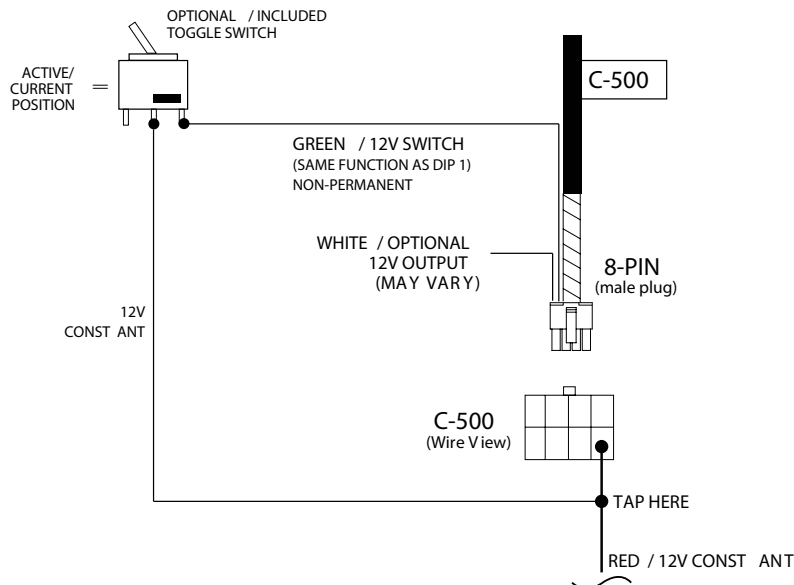 OPTIONAL / INCLUDED
TOGGLE SWITCH
ACTIVE/
CURRENT
POSITION
=
C-500
GREEN / 12V SWITCH
(SAME FUNCTION AS DIP 1)
NON-PERMANENT
WHITE / OPTIONAL
12V OUTPUT
(MAY VARY)
8-PIN
(male plug)
12V
CONST ANT
C-500
(Wire View)
TAP HERE
RED / 12V CONST ANT